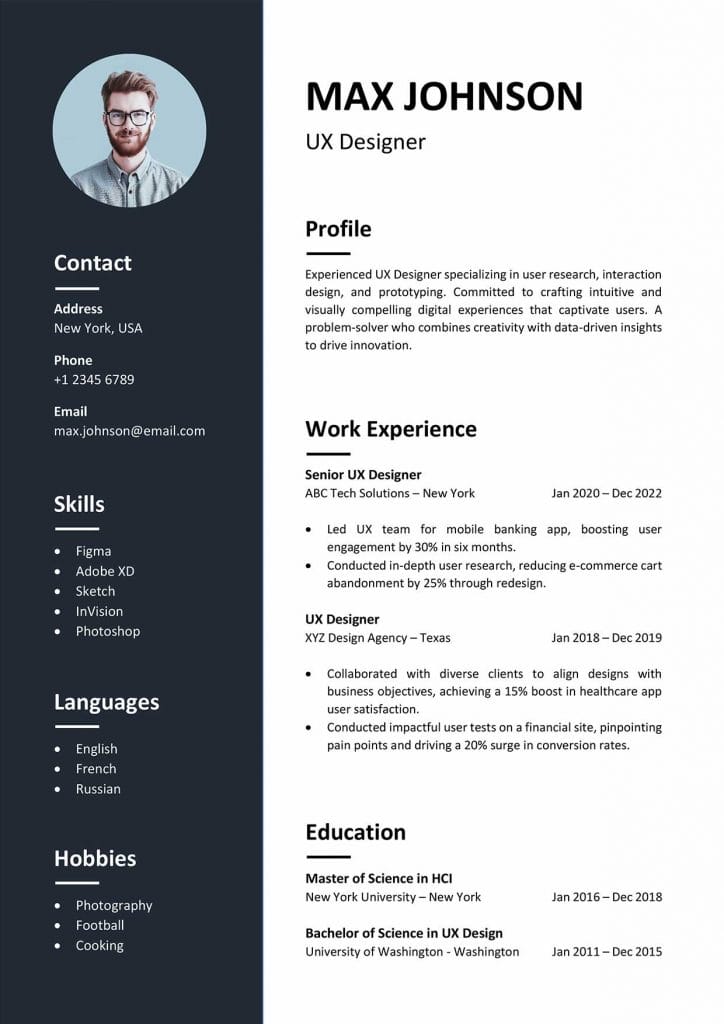 Contact
Address
New York, USA
Phone
+1 2345 6789
Email
max.johnson@email.com
Skills
• Figma
• Adobe XD
• Sketch
• InVision
• Photoshop
Languages
• English
• French
• Russian
Hobbies
• Photography
• Football
• Cooking
MAX JOHNSON
UX Designer
Profile
Experienced UX Designer specializing in user research, interaction
design, and prototyping. Committed to crafting intuitive and
visually compelling digital experiences that captivate users. A
problem-solver who combines creativity with data-driven insights
to drive innovation.
Work Experience
Senior UX Designer
ABC Tech Solutions – New York Jan 2020 – Dec 2022
• Led UX team for mobile banking app, boosting user
engagement by 30% in six months.
• Conducted in-depth user research, reducing e-commerce cart
abandonment by 25% through redesign.
UX Designer
XYZ Design Agency – Texas Jan 2018 – Dec 2019
• Collaborated with diverse clients to align designs with
business objectives, achieving a 15% boost in healthcare app
user satisfaction.
• Conducted impactful user tests on a financial site, pinpointing
pain points and driving a 20% surge in conversion rates.
Education
Master of Science in HCI
New York University – New York Jan 2016 – Dec 2018
Bachelor of Science in UX Design
University of Washington - Washington Jan 2011 – Dec 2015